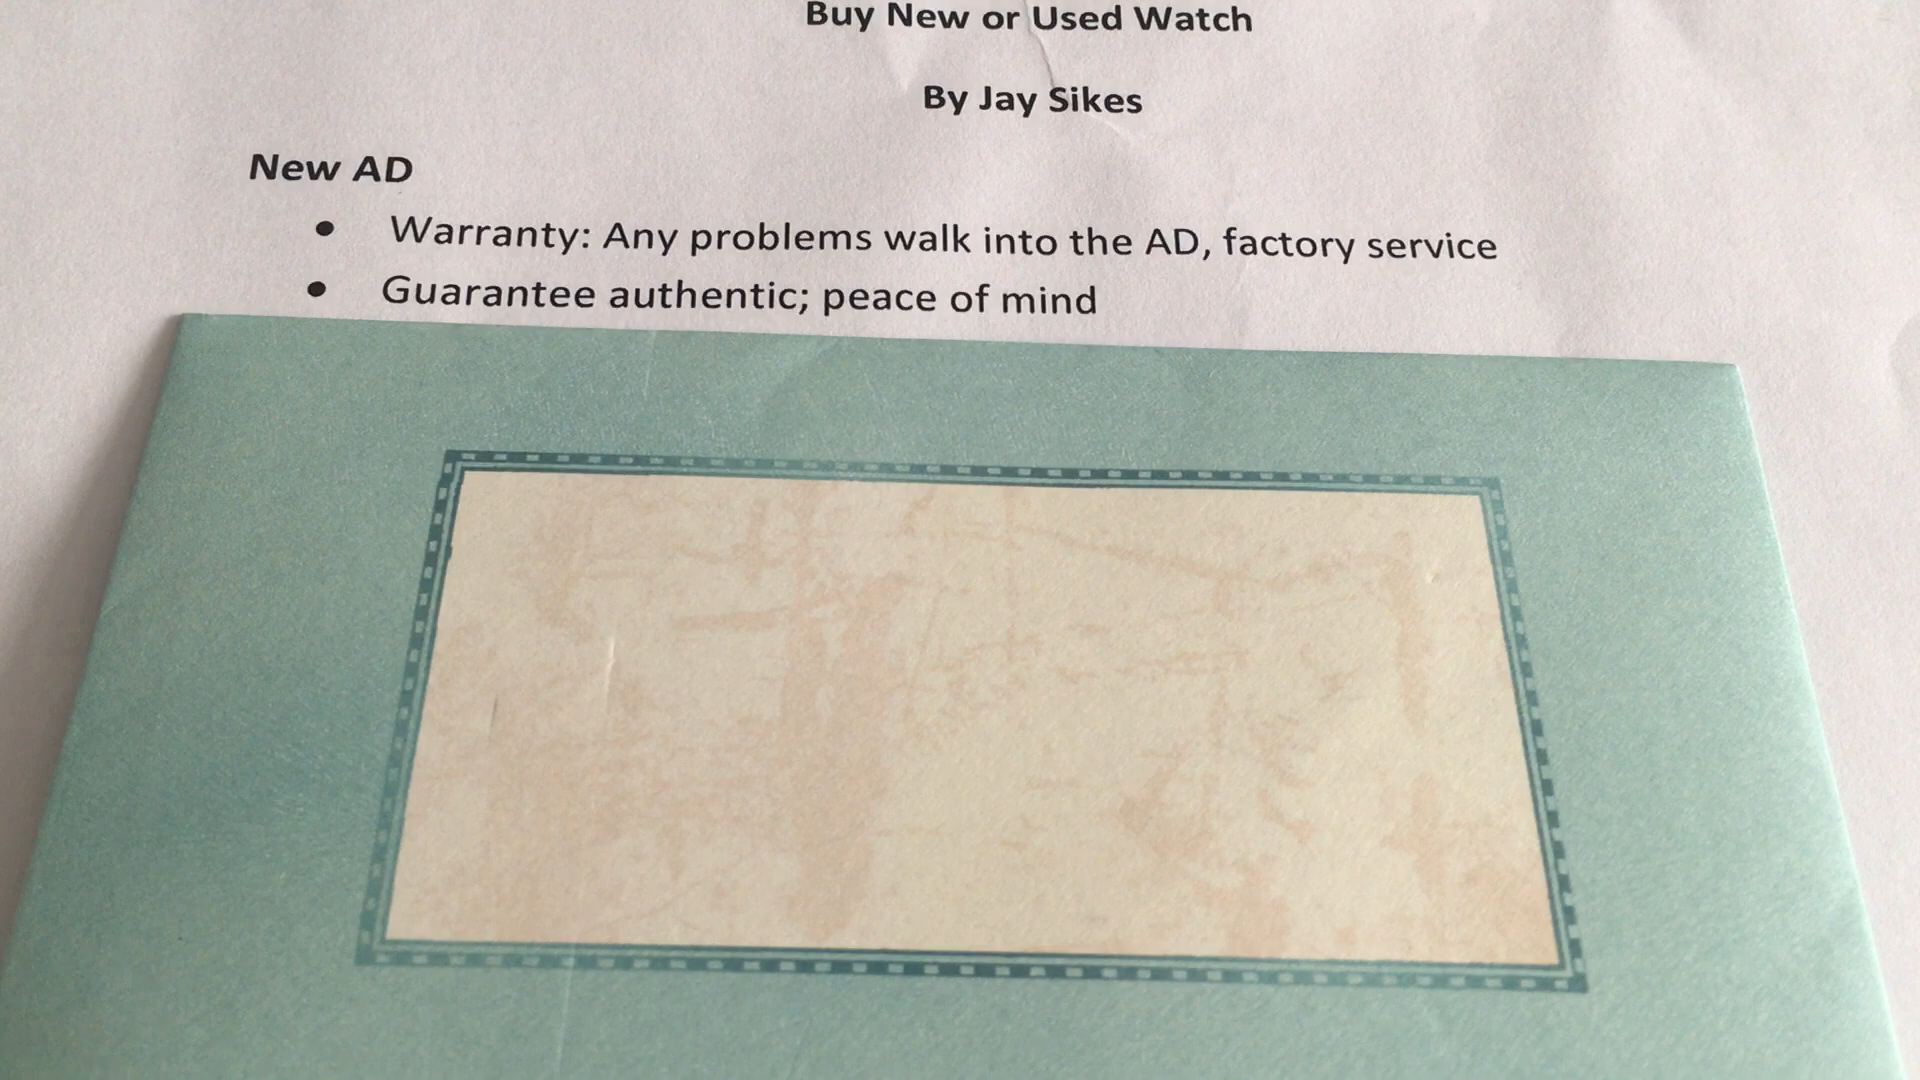 Buy New or Used Watch
By Jay Sikes
New AD
• Warranty: Any problems walk into the AD, factory service
• Guarantee authentic; peace of mind